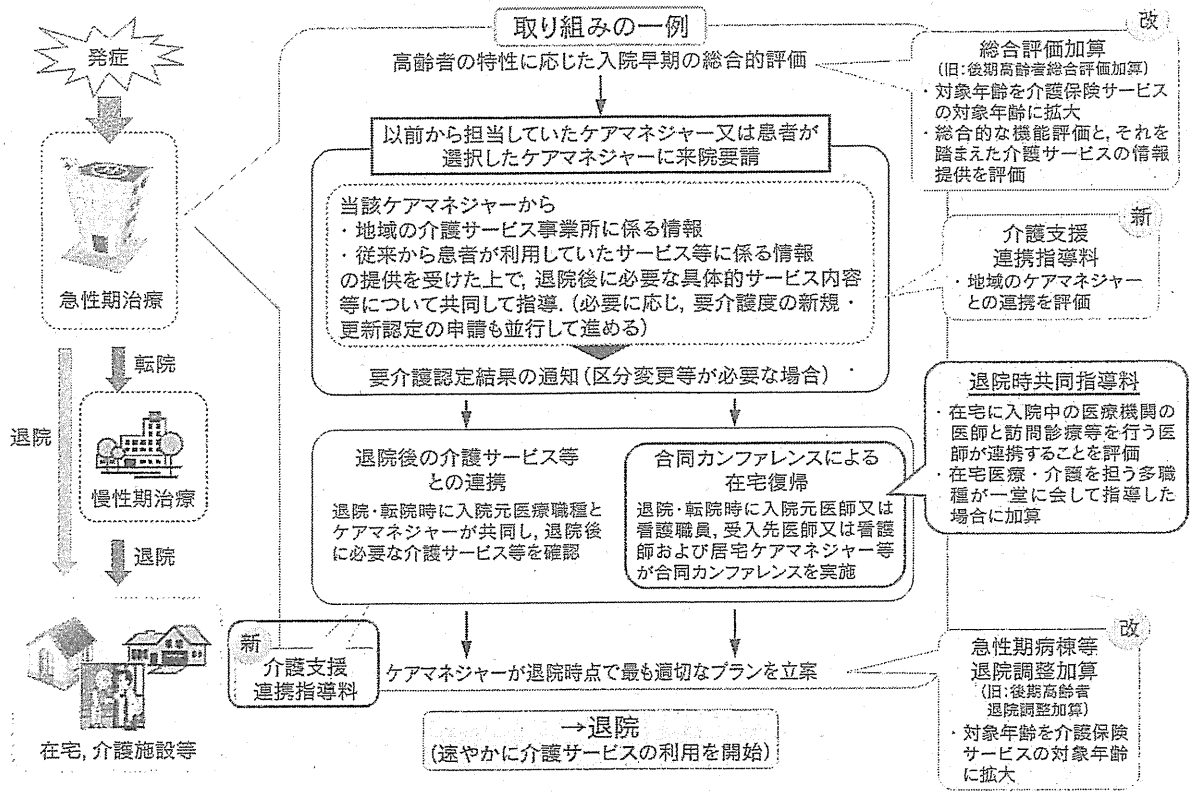 発症
急性期治療
転院
退院
慢性期治療
退院
在宅, 介護施設等
取り組みの一例
高齢者の特性に応じた入院早期の総合的評価
以前から担当していたケアマネジャー又は患者が
選択したケアマネジャーに来院要請
当該ケアマネジャーから
・地域の介護サービス事業所に係る情報
・従来から患者が利用していたサービス等に係る情報
の提供を受けた上で, 退院後に必要な具体的サービス内容
等について共同して指導. (必要に応じ, 要介護度の新規・
更新認定の申請も並行して進める)
要介護認定結果の通知(区分変更等が必要な場合)
退院後の介護サービス等
との連携
退院・転院時に入院元医療職種と
ケアマネジャーが共同し, 退院後
に必要な介護サービス等を確認
合同カンファレンスによる
在宅復帰
退院・転院時に入院元医師又は
看護職員, 受入先医師又は看護
師および居宅ケアマネジャー等
が合同カンファレンスを実施
新
介護支援
連携指導料
ケアマネジャーが退院時点で最も適切なプランを立案
→退院
(速やかに介護サービスの利用を開始)
改
総合評価加算
(旧:後期高齢者総合評価加算)
・対象年齢を介護保険サービス
の対象年齢に拡大
・総合的な機能評価と, それを
踏まえた介護サービスの情報
提供を評価
新
介護支援
連携指導料
・地域のケアマネジャー
との連携を評価
退院時共同指導料
・在宅に入院中の医療機関の
医師と訪問診療等を行う医
師が連携することを評価
・在宅医療・介護を担う多職
種が一堂に会して指導した
場合に加算
改
急性期病棟等
退院調整加算
(旧:後期高齢者
退院調整加算)
・対象年齢を介護保険
サービスの対象年齢
に拡大